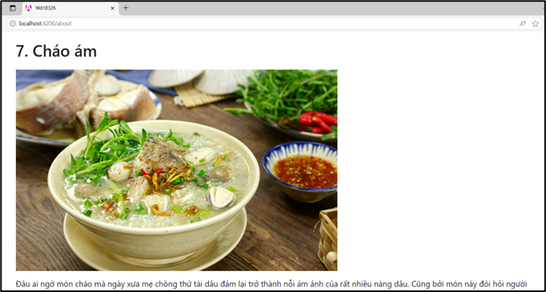 Wd18326
localhost:4200/about
7. Cháo ám
Đâu ai ngờ món cháo mà ngày xưa mẹ chồng thử tài dâu đảm lại trở thành nỗi ám ảnh của rất nhiều nàng dâu. Cũng bởi món này đòi hỏi người